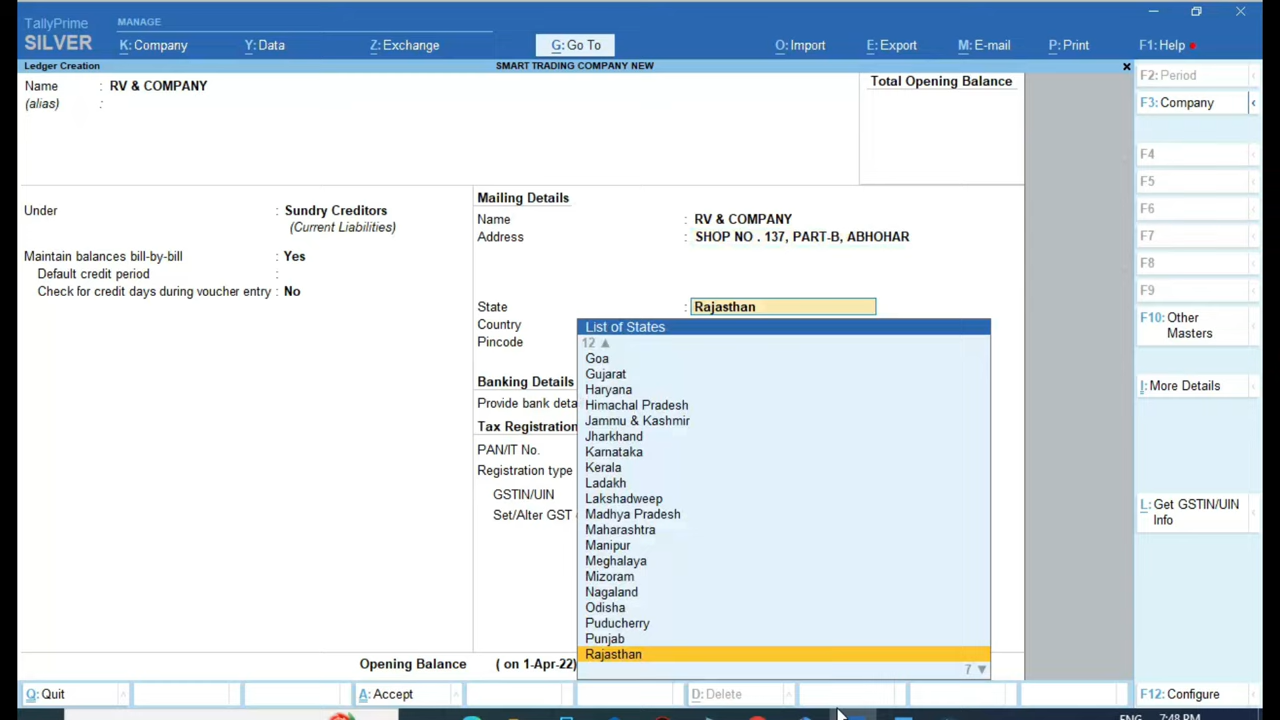 TallyPrime
MANAGE
SILVER
K: Company
Y: Data
Z: Exchange
G: Go To
O: Import
E: Export
M: E-mail
P: Print
F1: Help
Ledger Creation
SMART TRADING COMPANY NEW
Name : RV & COMPANY
(alias) :
Total Opening Balance
Under : Sundry Creditors
(Current Liabilities)
Maintain balances bill-by-bill : Yes
Default credit period :
Check for credit days during voucher entry : No
Mailing Details
Name : RV & COMPANY
Address : SHOP NO . 137, PART-B, ABHOHAR
State : Rajasthan
Country
Pincode
Banking Details
Provide bank deta
Tax Registration
PAN/IT No.
Registration type
GSTIN/UIN
Set/Alter GST
List of States
12 ▲
Goa
Gujarat
Haryana
Himachal Pradesh
Jammu & Kashmir
Jharkhand
Karnataka
Kerala
Ladakh
Lakshadweep
Madhya Pradesh
Maharashtra
Manipur
Meghalaya
Mizoram
Nagaland
Odisha
Puducherry
Punjab
Rajasthan
7 ▼
Opening Balance ( on 1-Apr-22)
F2: Period
F3: Company
F4
F5
F6
F7
F8
F9
F10: Other
Masters
I: More Details
L: Get GSTIN/UIN
Info
Q: Quit
A: Accept
D: Delete
F12: Configure
ENG
7:48 PM